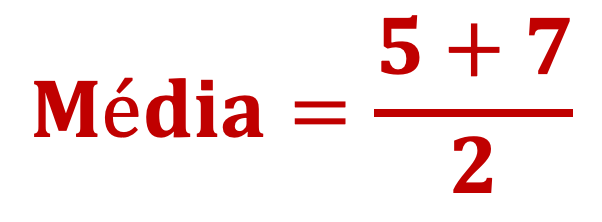 Média = 5 + 7
2